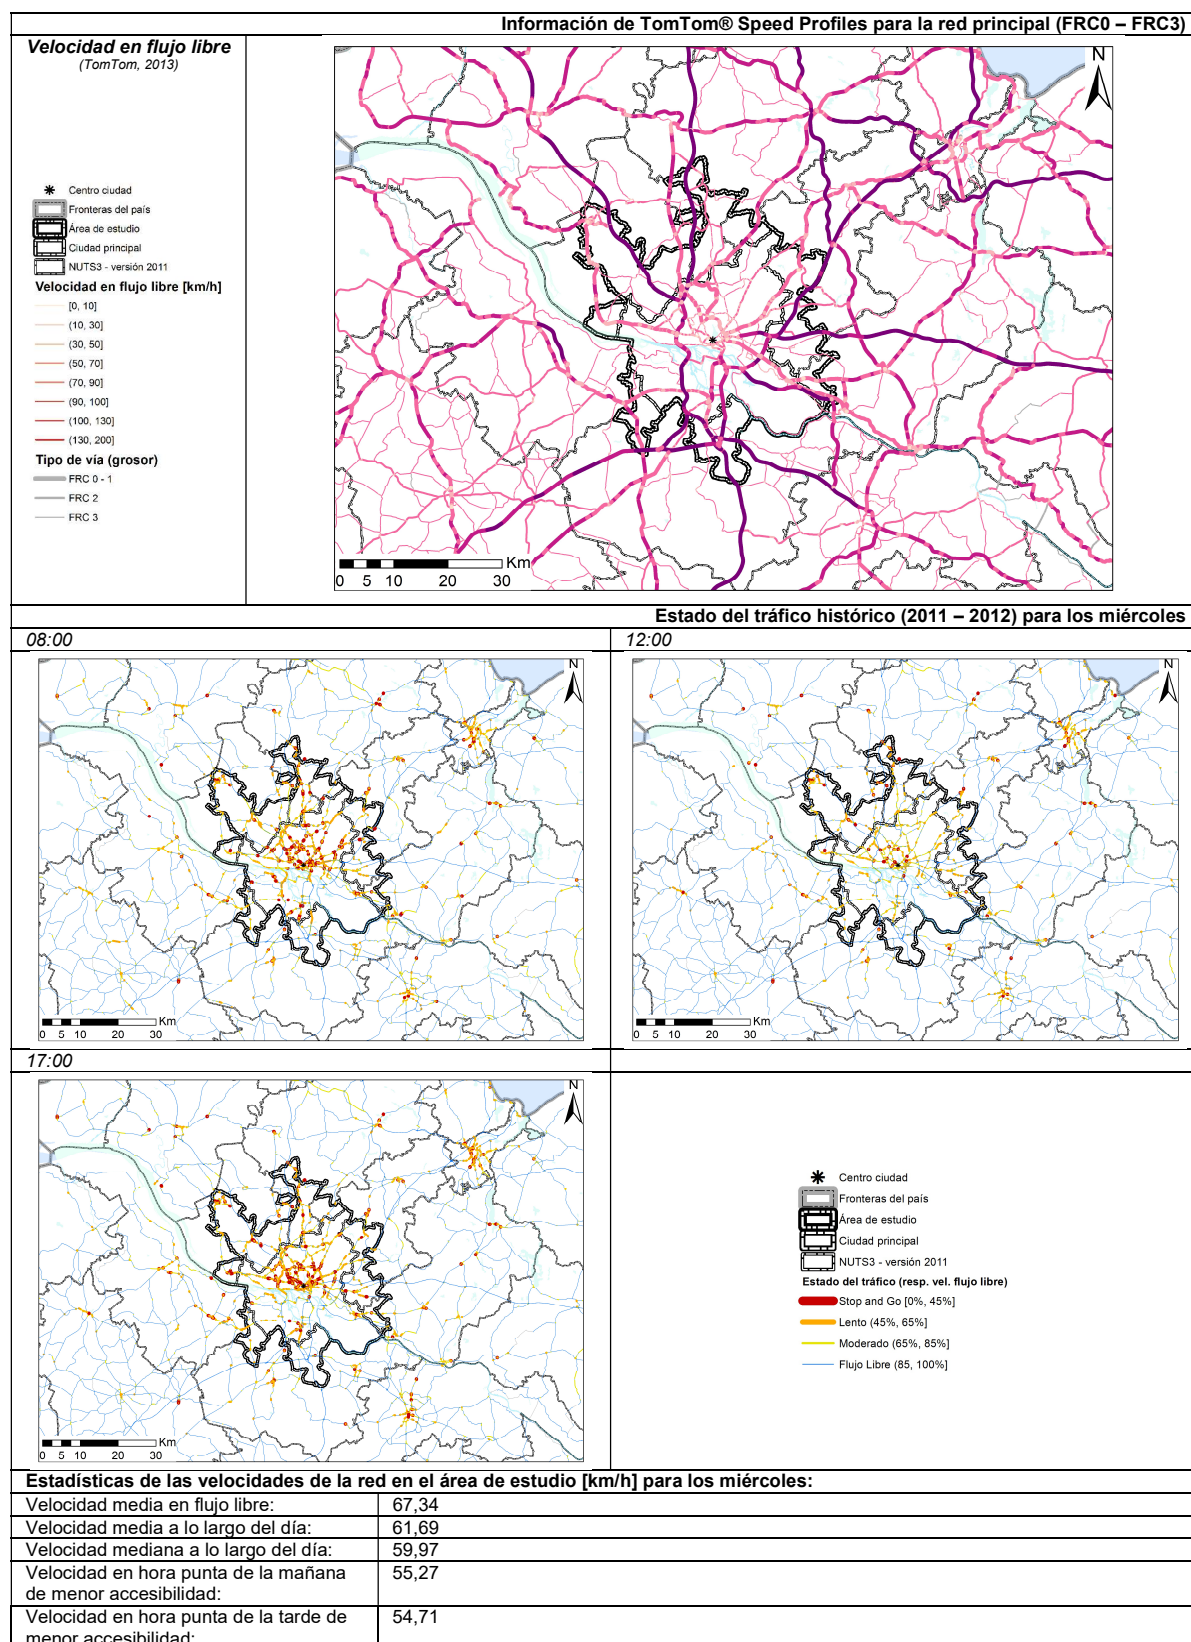 Información de TomTom® Speed Profiles para la red principal (FRC0 – FRC3)
Velocidad en flujo libre
(TomTom, 2013)
Centro ciudad
Fronteras del país
Área de estudio
Ciudad principal
NUTS3 - versión 2011
Velocidad en flujo libre [km/h]
[0, 10]
(10, 30]
(30, 50]
(50, 70]
(70, 90]
(90, 100]
(100, 130]
(130, 200]
Tipo de vía (grosor)
FRC 0 - 1
FRC 2
FRC 3
N
Km
0 5 10 20 30
Estado del tráfico histórico (2011 – 2012) para los miércoles
08:00
12:00
N
Km
0 5 10 20 30
N
Km
0 5 10 20 30
17:00
N
Km
0 5 10 20 30
Centro ciudad
Fronteras del país
Área de estudio
Ciudad principal
NUTS3 - versión 2011
Estado del tráfico (resp. vel. flujo libre)
Stop and Go [0%, 45%]
Lento (45%, 65%]
Moderado (65%, 85%]
Flujo Libre (85, 100%]
Estadísticas de las velocidades de la red en el área de estudio [km/h] para los miércoles:
Velocidad media en flujo libre: 67,34
Velocidad media a lo largo del día: 61,69
Velocidad mediana a lo largo del día: 59,97
Velocidad en hora punta de la mañana 55,27
de menor accesibilidad:
Velocidad en hora punta de la tarde de 54,71
menor accesibilidad: